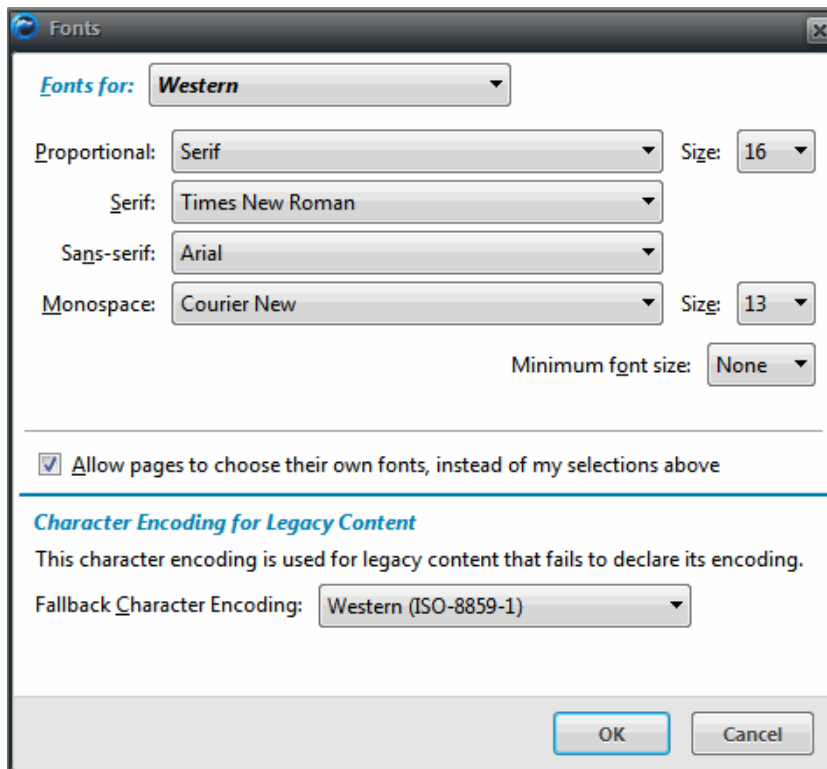 Fonts
Fonts for: Western
Proportional: Serif Size: 16
Serif: Times New Roman
Sans-serif: Arial
Monospace: Courier New Size: 13
Minimum font size: None
Allow pages to choose their own fonts, instead of my selections above
Character Encoding for Legacy Content
This character encoding is used for legacy content that fails to declare its encoding.
Fallback Character Encoding: Western (ISO-8859-1)
OK Cancel